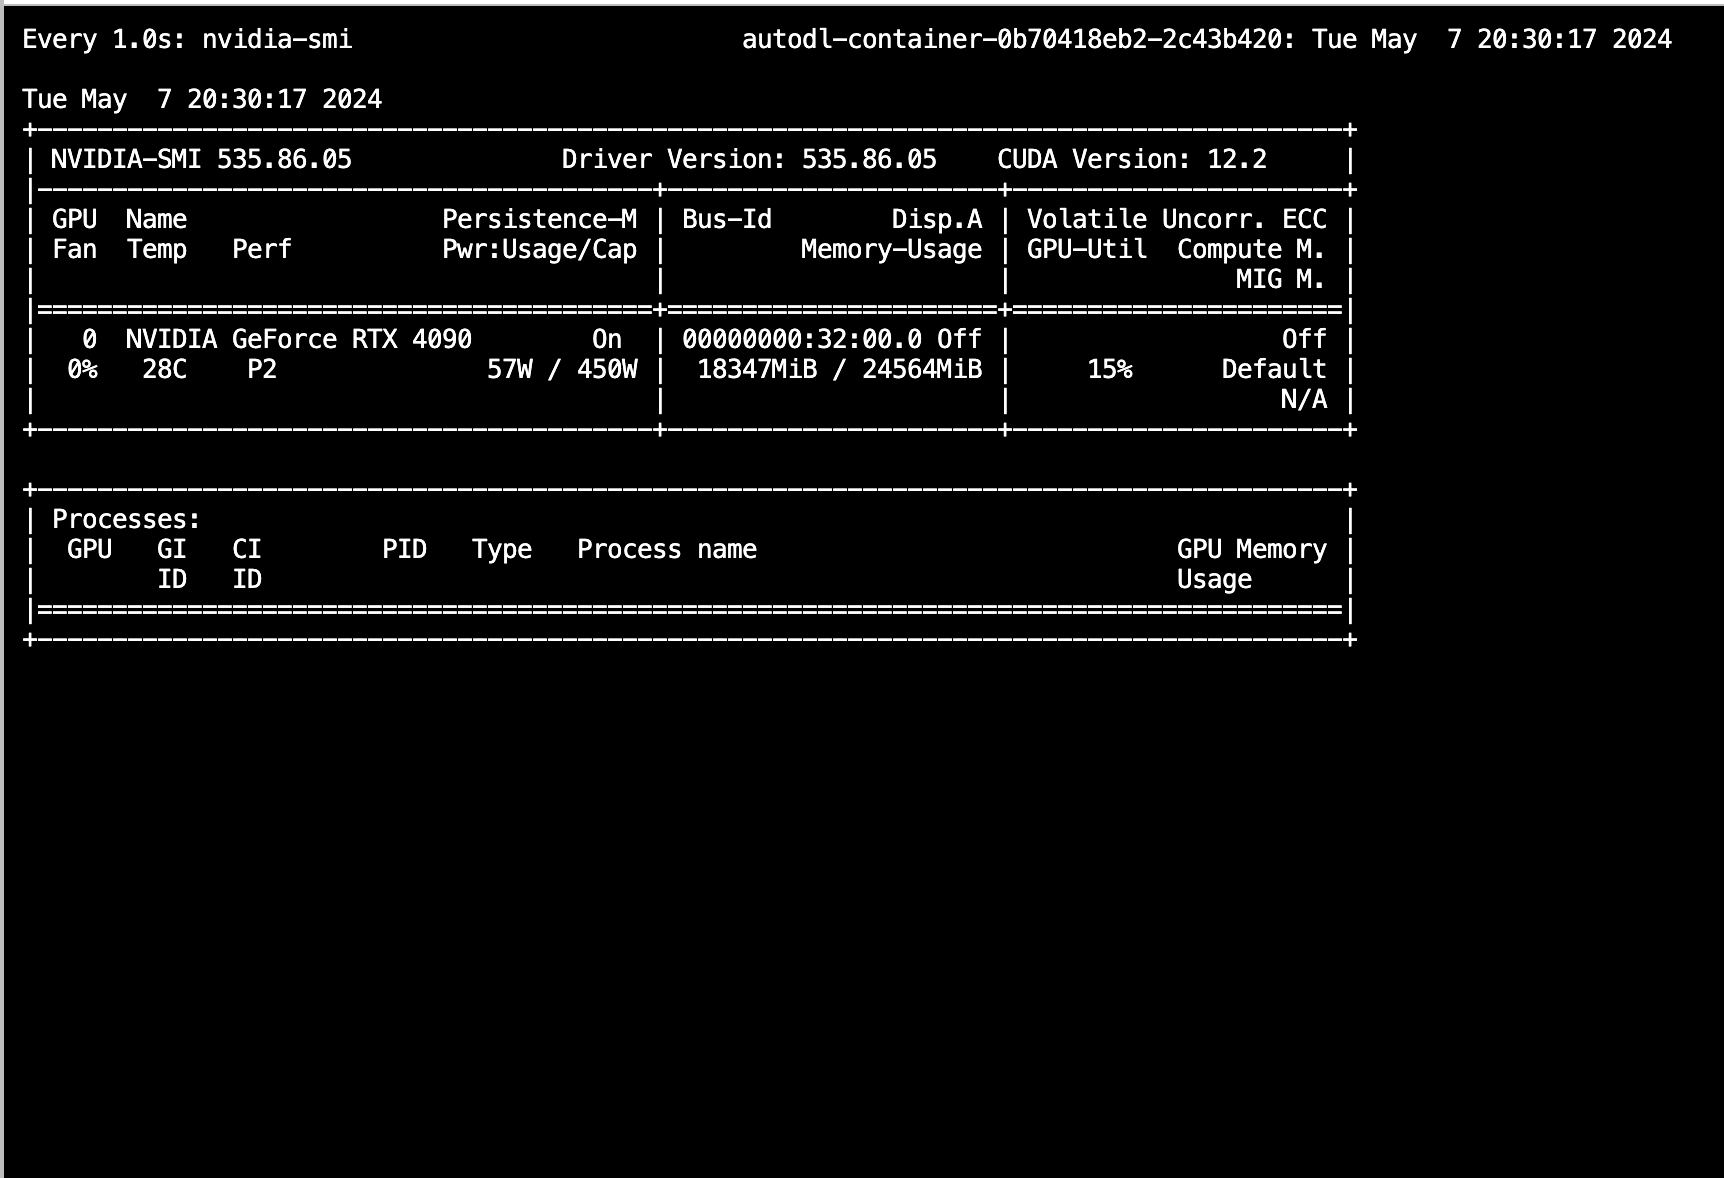 Every 1.0s: nvidia-smi                          autodl-container-0b70418eb2-2c43b420: Tue May  7 20:30:17 2024
Tue May  7 20:30:17 2024
+---------------------------------------------------------------------------------------+
| NVIDIA-SMI 535.86.05              Driver Version: 535.86.05    CUDA Version: 12.2     |
|-----------------------------------------+----------------------+----------------------+
| GPU  Name                 Persistence-M | Bus-Id        Disp.A | Volatile Uncorr. ECC |
| Fan  Temp   Perf          Pwr:Usage/Cap |         Memory-Usage | GPU-Util  Compute M. |
|                                         |                      |               MIG M. |
|=========================================+======================+======================|
|   0  NVIDIA GeForce RTX 4090        On  | 00000000:32:00.0 Off |                  Off |
|  0%   28C    P2              57W / 450W |  18347MiB / 24564MiB |     15%      Default |
|                                         |                      |                  N/A |
+-----------------------------------------+----------------------+----------------------+
+---------------------------------------------------------------------------------------+
| Processes:                                                                            |
|  GPU   GI   CI        PID   Type   Process name                            GPU Memory |
|        ID   ID                                                             Usage      |
|=======================================================================================|
+---------------------------------------------------------------------------------------+